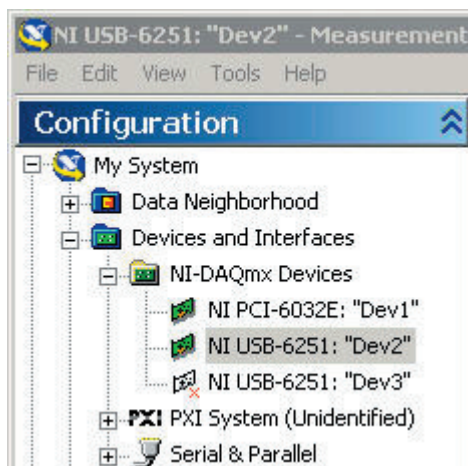 NI USB-6251: "Dev2" - Measurement
File Edit View Tools Help
Configuration
My System
Data Neighborhood
Devices and Interfaces
NI-DAQmx Devices
NI PCI-6032E: "Dev1"
NI USB-6251: "Dev2"
NI USB-6251: "Dev3"
PXI PXI System (Unidentified)
Serial & Parallel